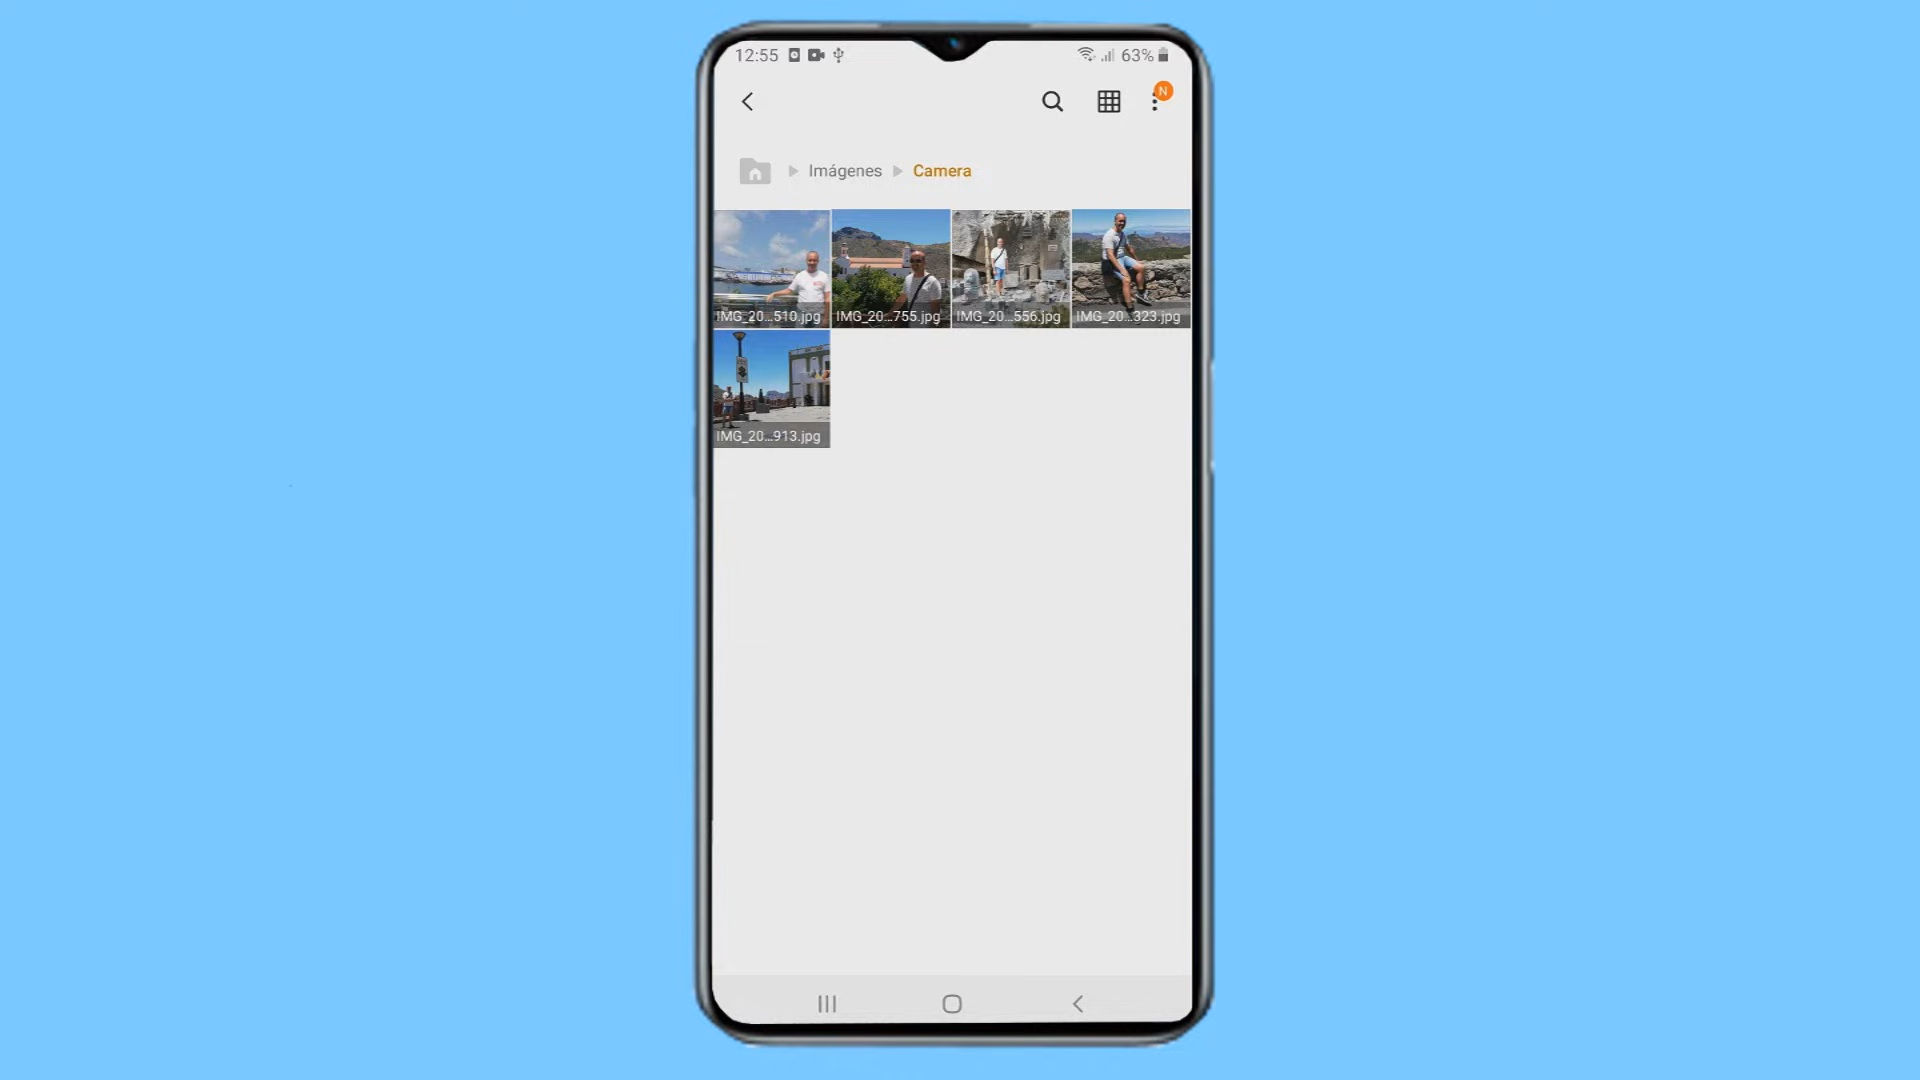 12:55 63%
N
Imágenes Camera
IMG_20...510.jpg IMG_20...755.jpg IMG_20...556.jpg IMG_20...323.jpg
IMG_20...913.jpg